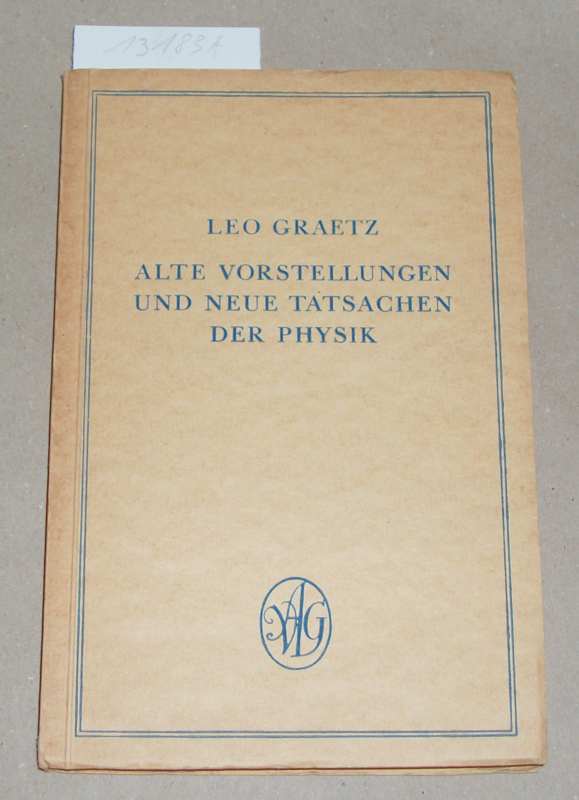 13183A
LEO GRAETZ
ALTE VORSTELLUNGEN
UND NEUE TATSACHEN
DER PHYSIK